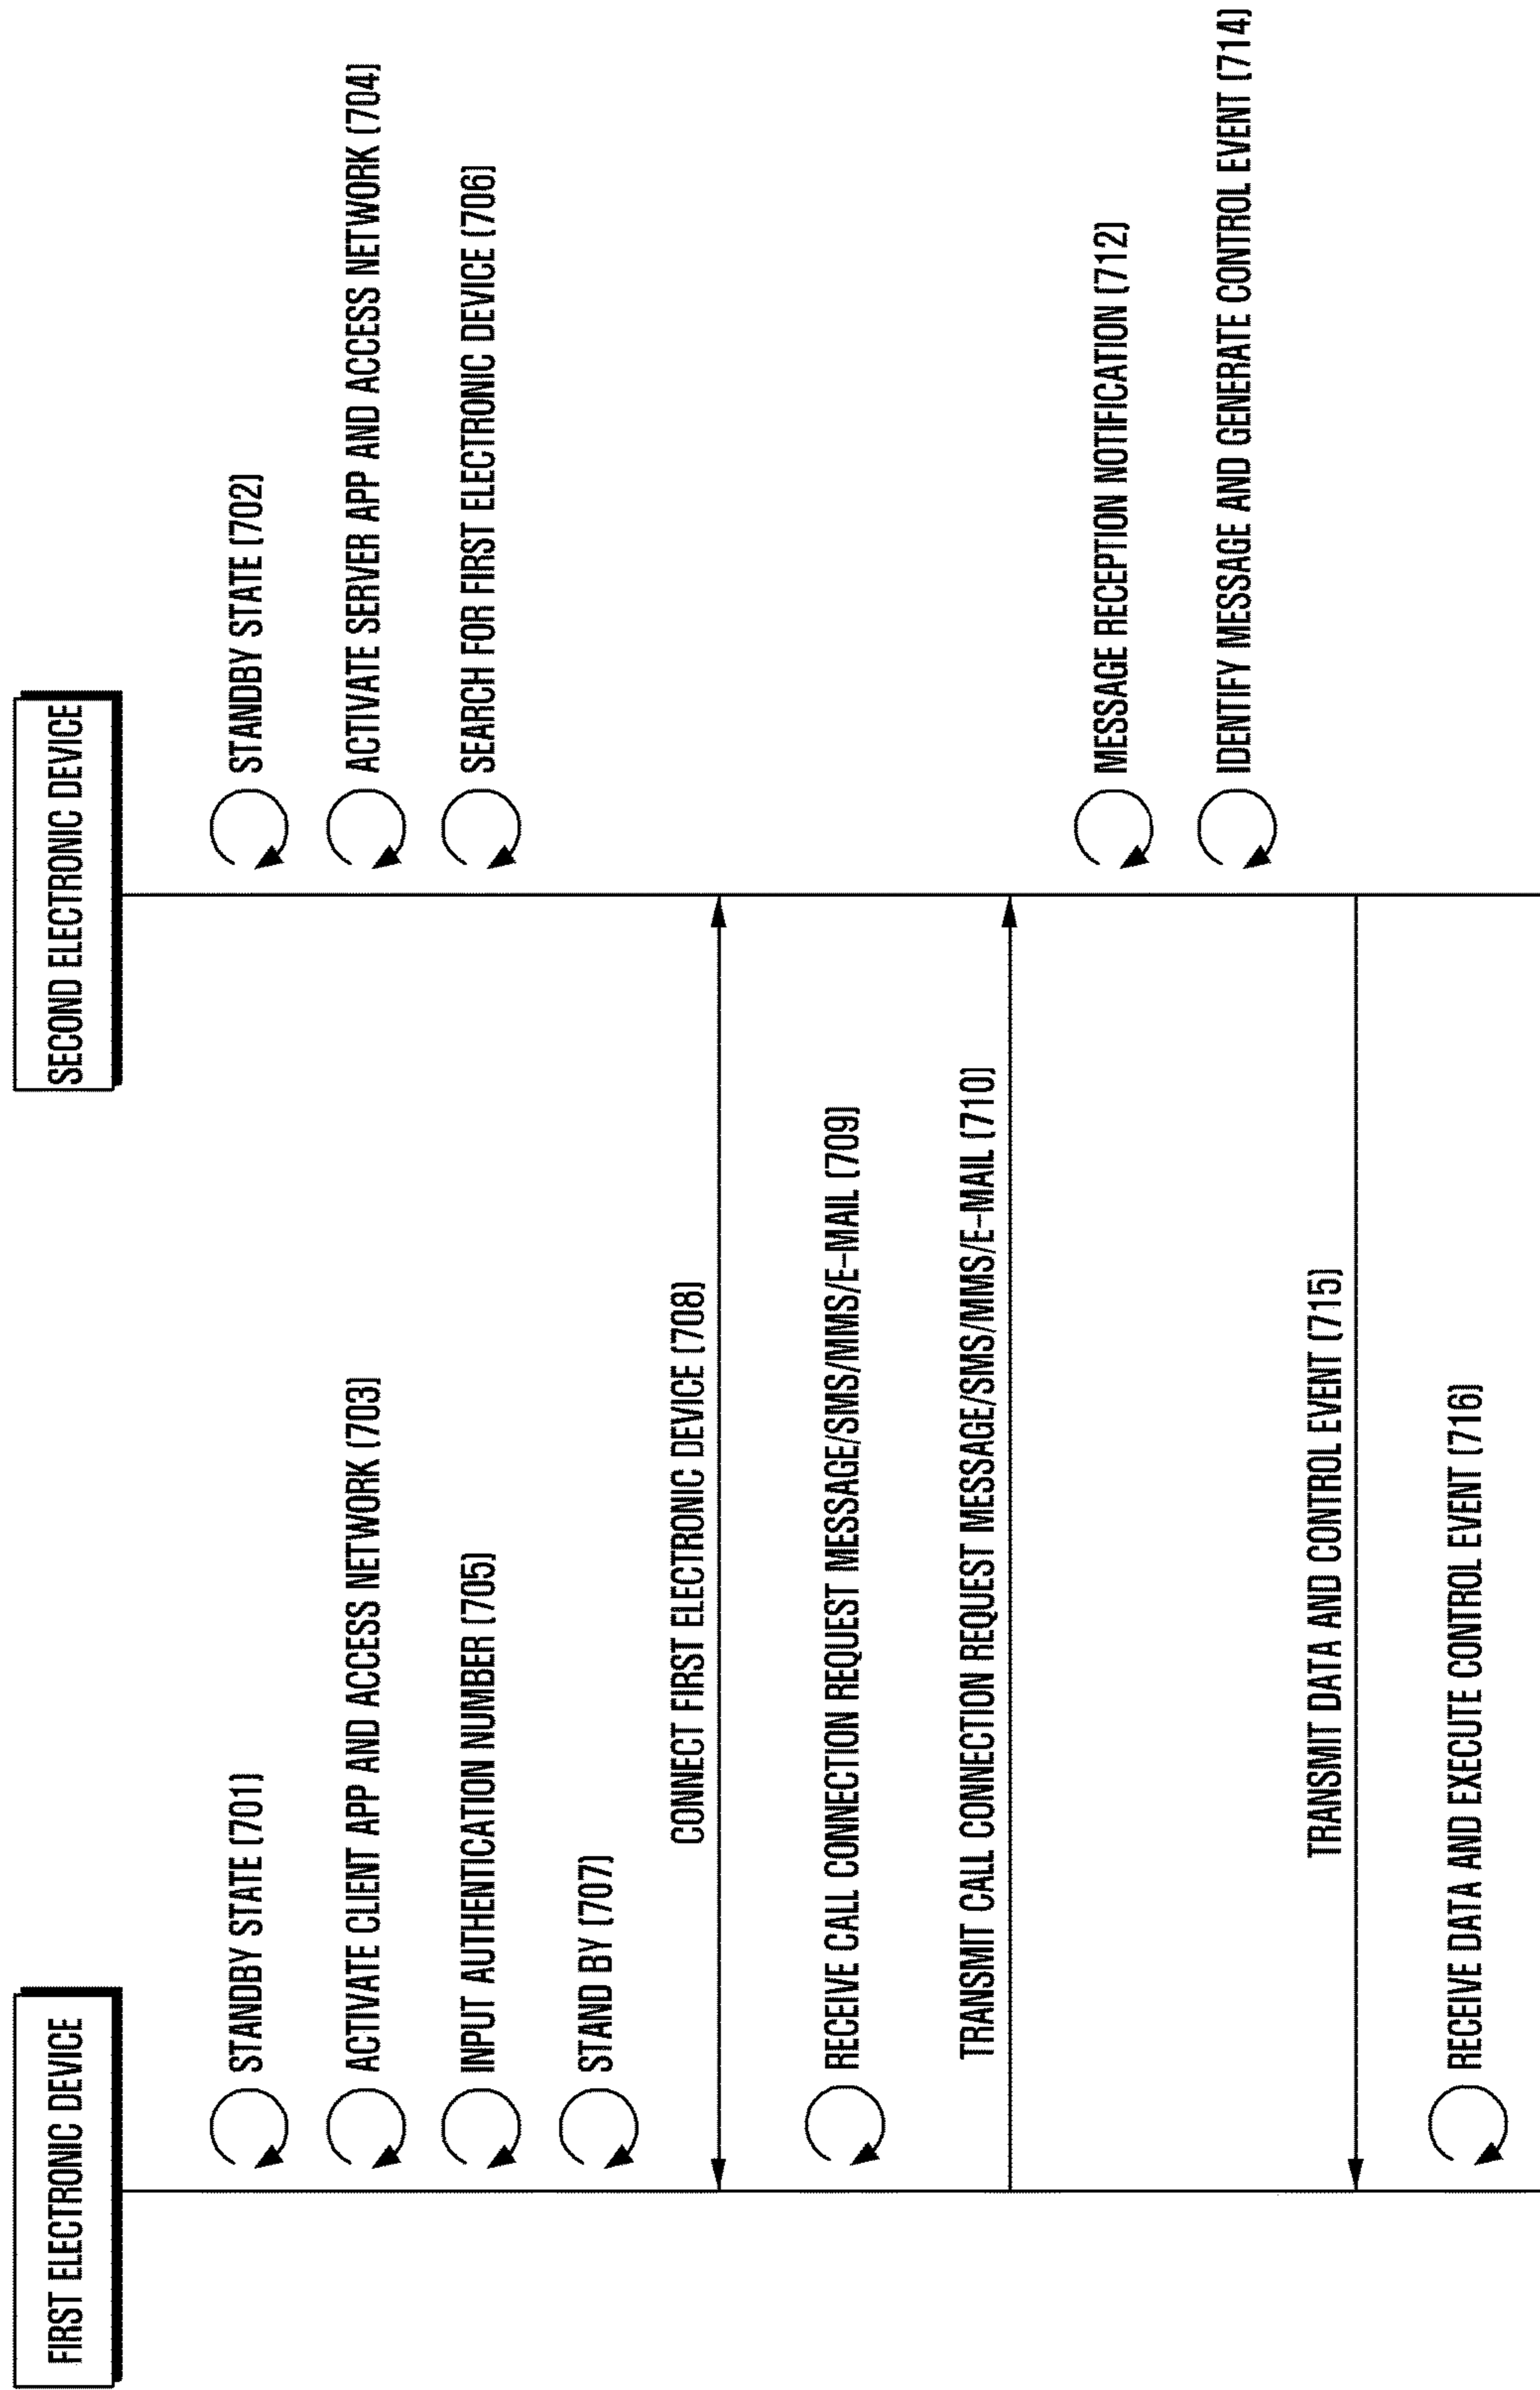 FIRST ELECTRONIC DEVICE
SECOND ELECTRONIC DEVICE
STANDBY STATE (701)
STANDBY STATE (702)
ACTIVATE CLIENT APP AND ACCESS NETWORK (703)
ACTIVATE SERVER APP AND ACCESS NETWORK (704)
INPUT AUTHENTICATION NUMBER (705)
SEARCH FOR FIRST ELECTRONIC DEVICE (706)
STAND BY (707)
CONNECT FIRST ELECTRONIC DEVICE (708)
RECEIVE CALL CONNECTION REQUEST MESSAGE/SMS/MMS/E-MAIL (709)
TRANSMIT CALL CONNECTION REQUEST MESSAGE/SMS/MMS/E-MAIL (710)
MESSAGE RECEPTION NOTIFICATION (712)
IDENTIFY MESSAGE AND GENERATE CONTROL EVENT (714)
TRANSMIT DATA AND CONTROL EVENT (715)
RECEIVE DATA AND EXECUTE CONTROL EVENT (716)